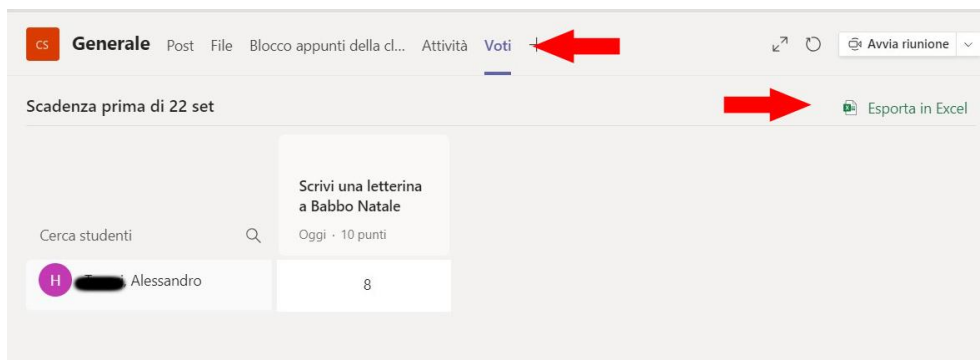 CS Generale Post File Blocco appunti della cl... Attività Voti + Avvia riunione
Scadenza prima di 22 set Esporta in Excel
Scrivi una letterina
a Babbo Natale
Cerca studenti Oggi · 10 punti
H Alessandro 8